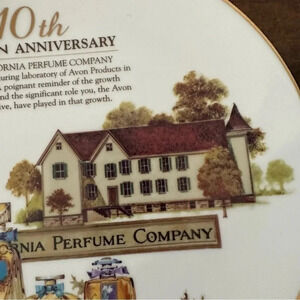 10th
N ANNIVERSARY
ORNIA PERFUME COMPANY
uring laboratory of Avon Products in
A poignant reminder of the growth
and the significant role you, the Avon
ive, have played in that growth.
ORNIA PERFUME COMPANY